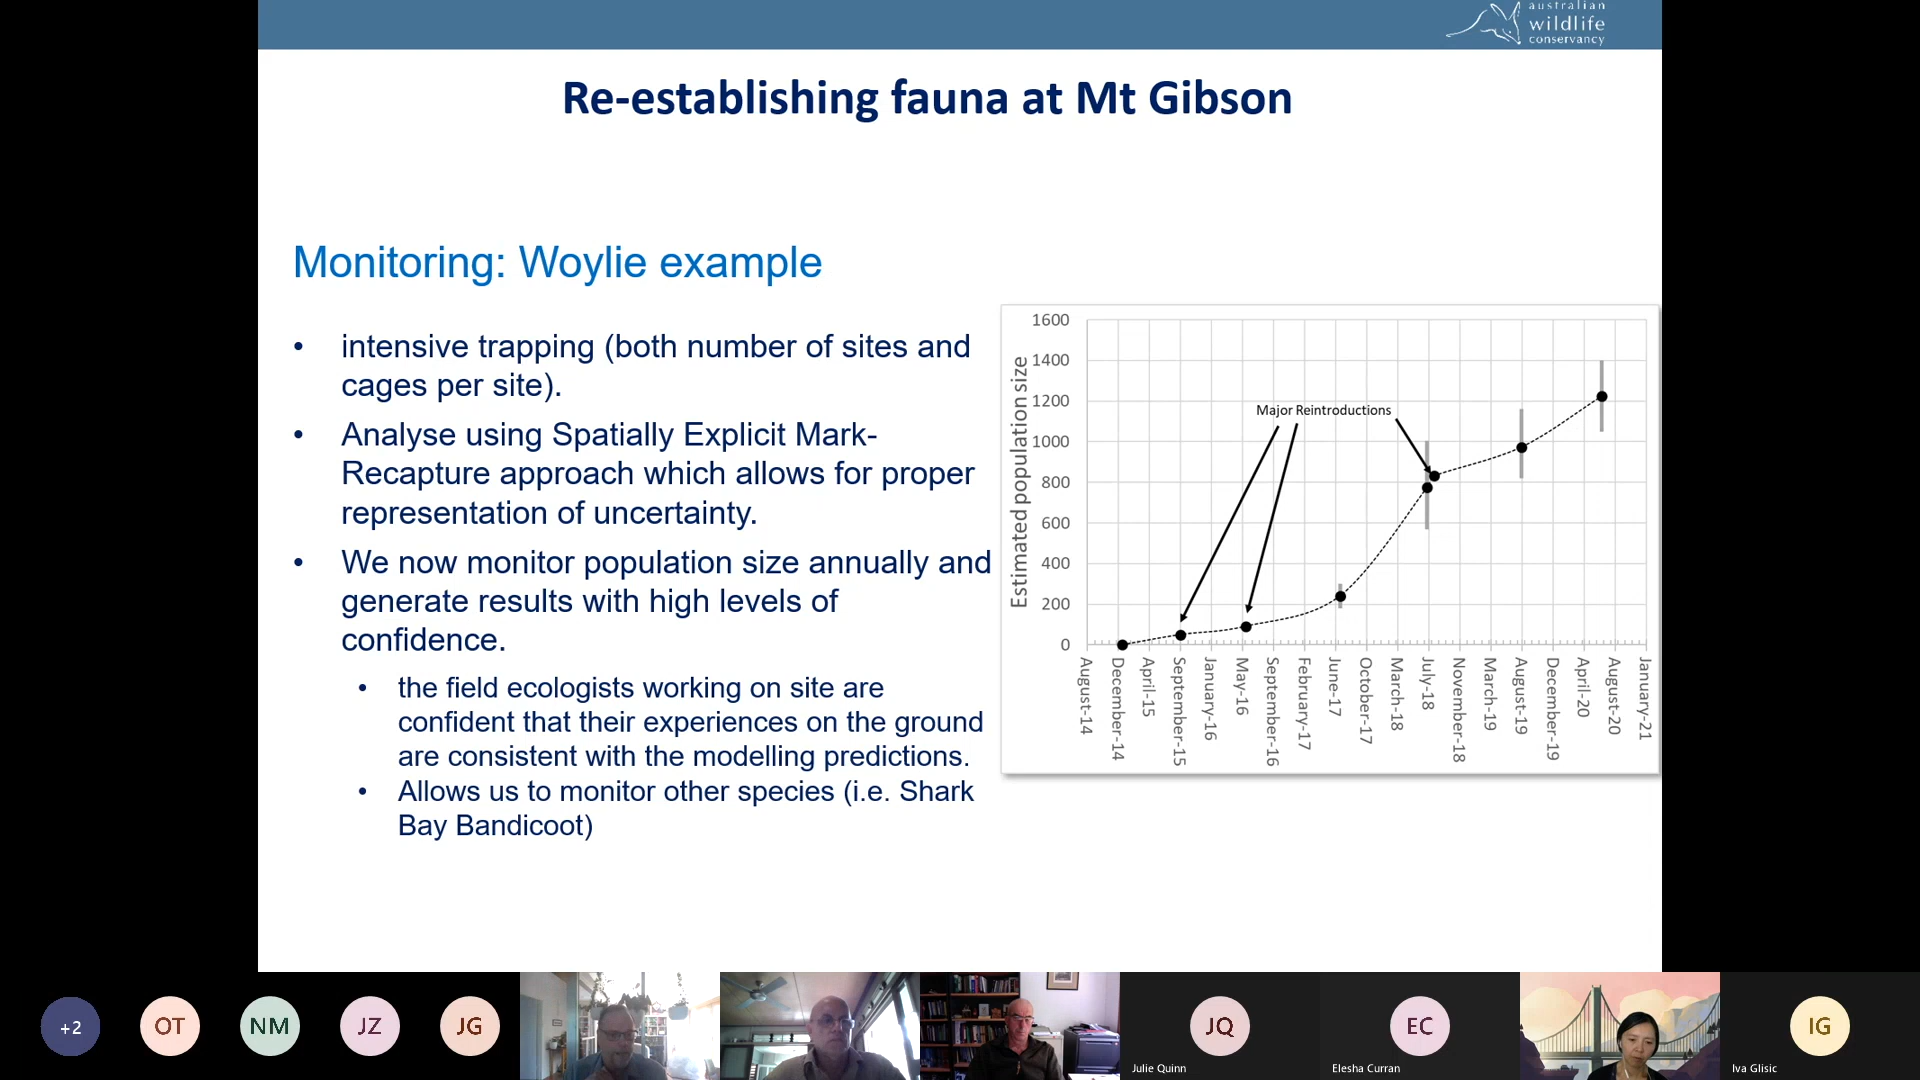 australian
wildlife
conservancy
Re-establishing fauna at Mt Gibson
Monitoring: Woylie example
• intensive trapping (both number of sites and
cages per site).
• Analyse using Spatially Explicit Mark-
Recapture approach which allows for proper
representation of uncertainty.
• We now monitor population size annually and
generate results with high levels of
confidence.
• the field ecologists working on site are
confident that their experiences on the ground
are consistent with the modelling predictions.
• Allows us to monitor other species (i.e. Shark
Bay Bandicoot)
Estimated population size
1600
1400
1200
1000
800
600
400
200
0
Major Reintroductions
August-14
December-14
April-15
September-15
January-16
May-16
September-16
February-17
June-17
October-17
March-18
July-18
November-18
March-19
August-19
December-19
April-20
August-20
January-21
+2
OT
NM
JZ
JG
JQ
Julie Quinn
EC
Elesha Curran
IG
Iva Glisic